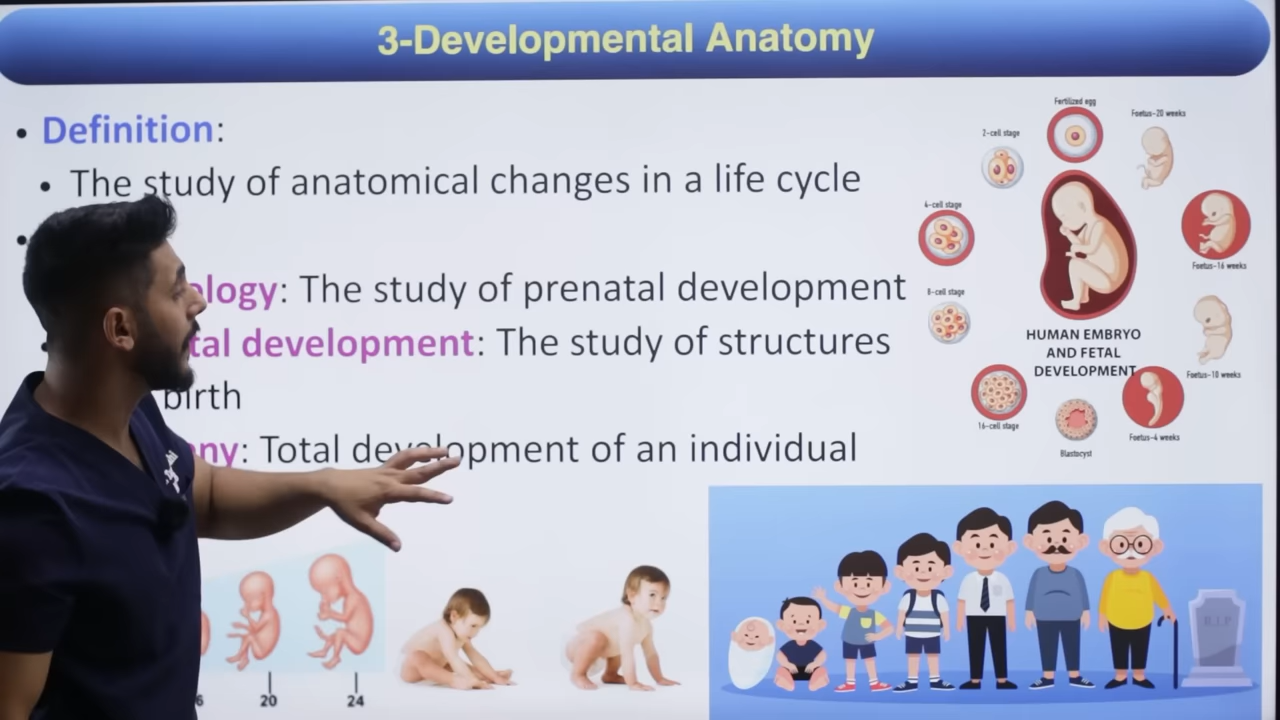 3-Developmental Anatomy
• Definition:
• The study of anatomical changes in a life cycle
•
ology: The study of prenatal development
tal development: The study of structures
birth
ny: Total development of an individual
Fertilized egg
2-cell stage
4-cell stage
8-cell stage
16-cell stage
Blastocyst
Foetus-4 weeks
Foetus-10 weeks
Foetus-16 weeks
Foetus-20 weeks
HUMAN EMBRYO
AND FETAL
DEVELOPMENT
6 20 24
R.I.P